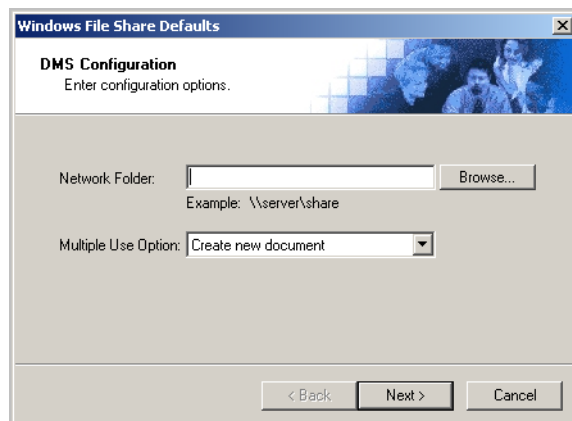 Windows File Share Defaults
DMS Configuration
Enter configuration options.
Network Folder:
Browse...
Example: \\server\share
Multiple Use Option: Create new document
< Back Next > Cancel